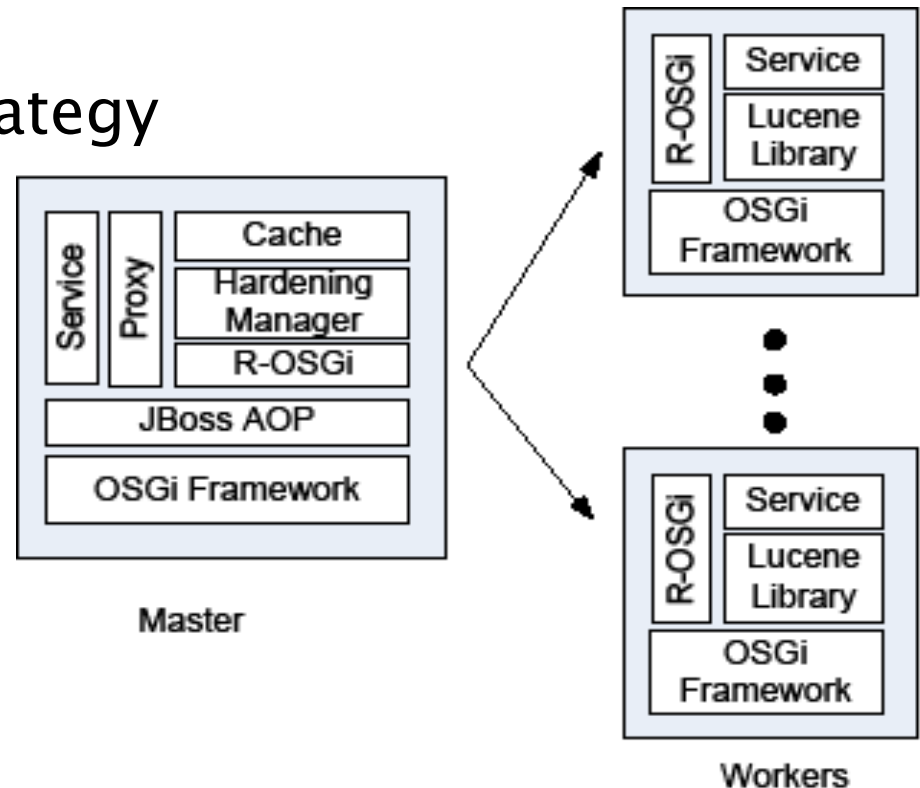 ategy
Service
Proxy
Cache
Hardening
Manager
R-OSGi
JBoss AOP
OSGi Framework
Master
R-OSGi
Service
Lucene
Library
OSGi
Framework
R-OSGi
Service
Lucene
Library
OSGi
Framework
Workers